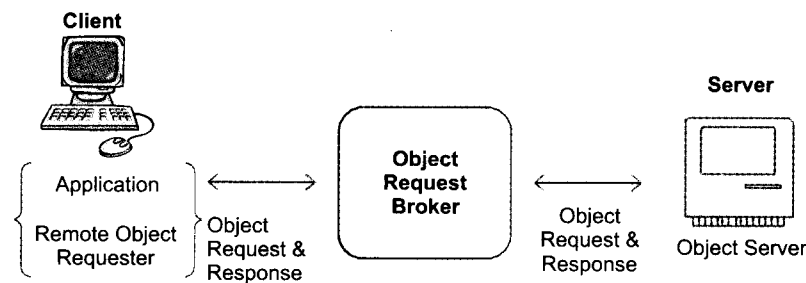 Client
Server
Application
Remote Object
Requester
Object
Request &
Response
Object
Request
Broker
Object
Request &
Response
Object Server